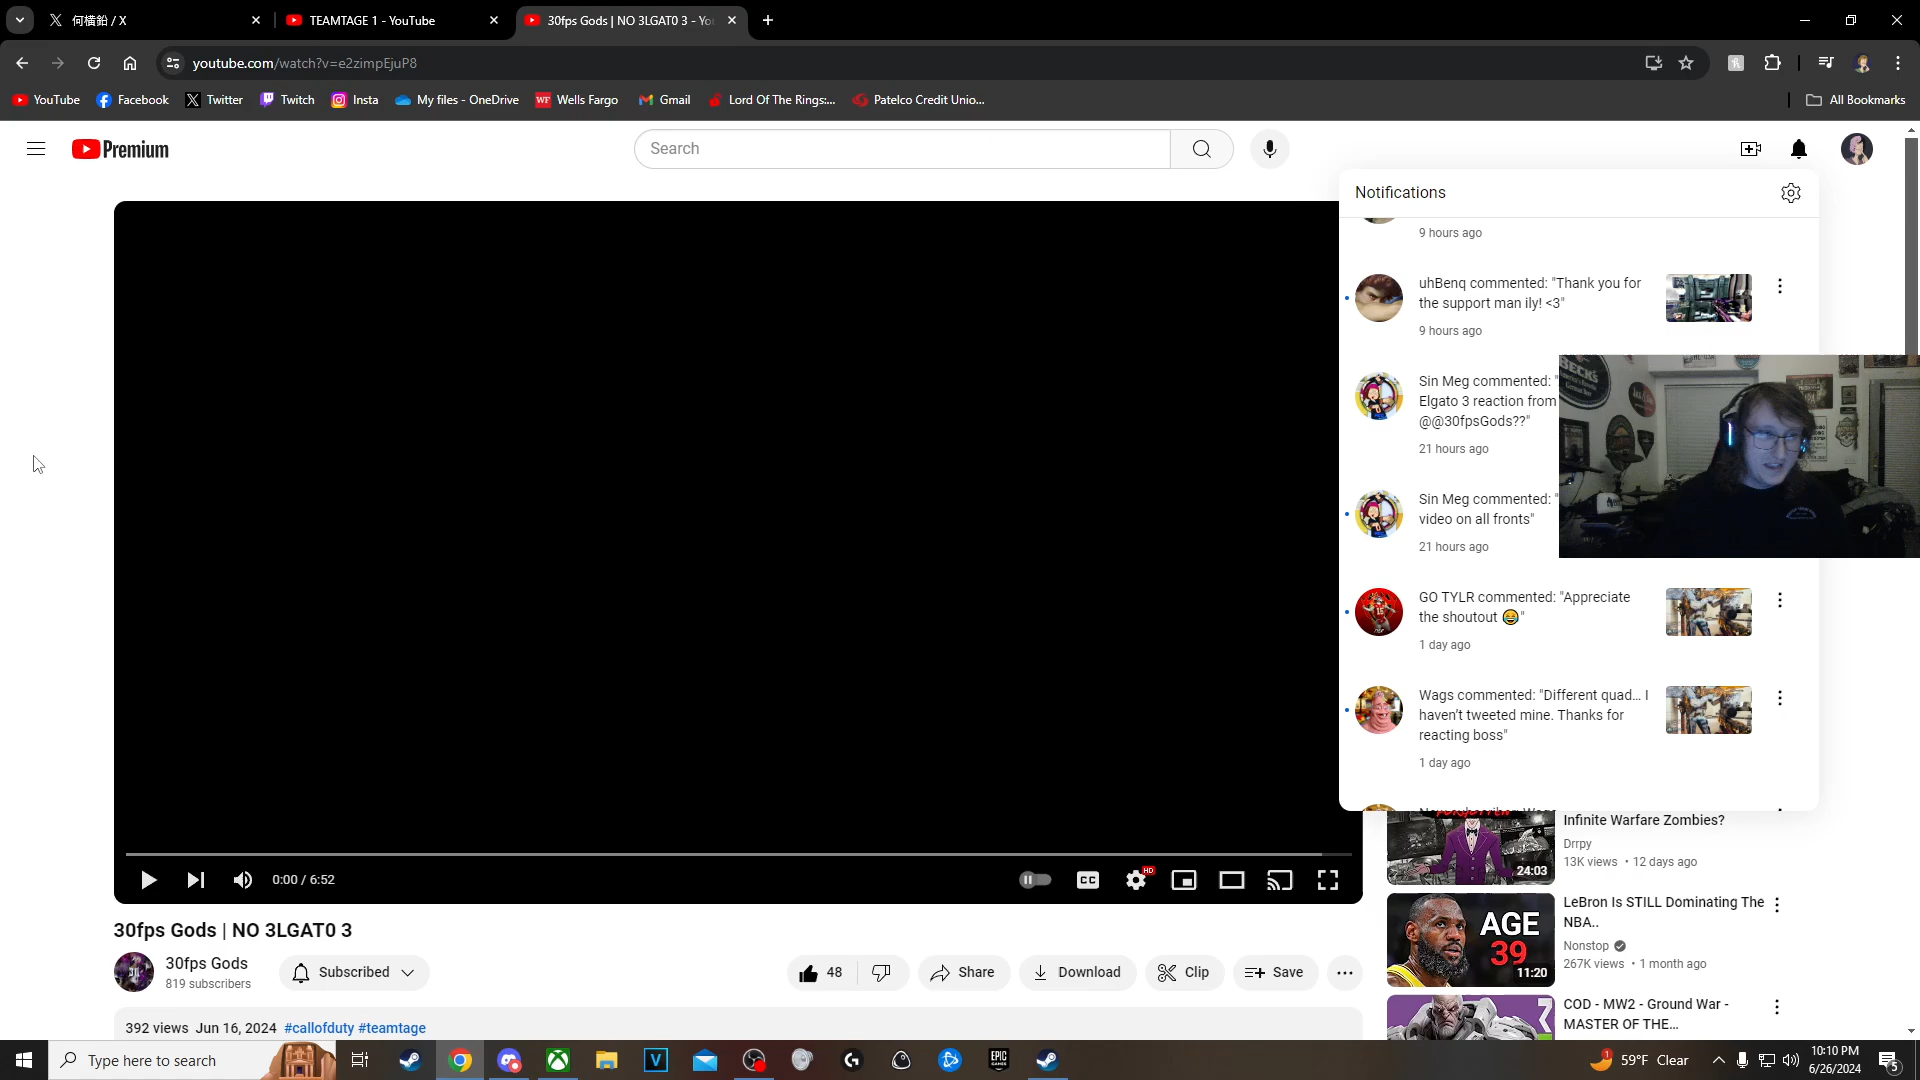 何橫鉛 / X
TEAMTAGE 1 - YouTube
30fps Gods | NO 3LGAT0 3 - Yo
youtube.com/watch?v=e2zimpEjuP8
YouTube
Facebook
Twitter
Twitch
Insta
My files - OneDrive
Wells Fargo
Gmail
Lord Of The Rings:...
Patelco Credit Unio...
All Bookmarks
Premium
Search
Notifications
9 hours ago
uhBenq commented: "Thank you for
the support man ily! <3"
9 hours ago
Sin Meg commented: "
Elgato 3 reaction from
@@30fpsGods??"
21 hours ago
Sin Meg commented: "
video on all fronts"
21 hours ago
GO TYLR commented: "Appreciate
the shoutout 😂"
1 day ago
Wags commented: "Different quad... I
haven't tweeted mine. Thanks for
reacting boss"
1 day ago
BECK'S
0:00 / 6:52
CC
HD
30fps Gods | NO 3LGAT0 3
30fps Gods
819 subscribers
Subscribed
48
Share
Download
Clip
Save
392 views Jun 16, 2024 #callofduty #teamtage
Infinite Warfare Zombies?
Drrpy
13K views • 12 days ago
24:03
LeBron Is STILL Dominating The
NBA..
Nonstop
267K views • 1 month ago
AGE
39
11:20
COD - MW2 - Ground War -
MASTER OF THE...
Type here to search
EPIC
GAMES
1
59°F Clear
10:10 PM
6/26/2024
5